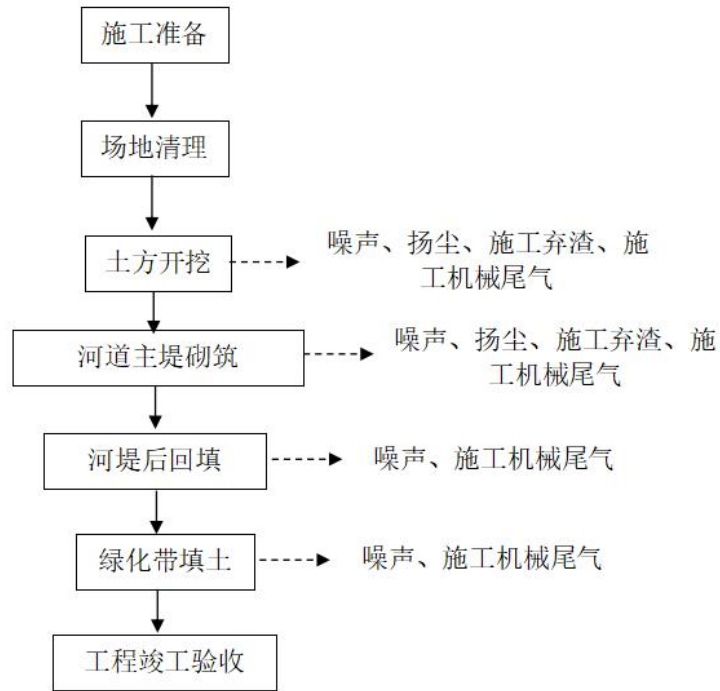 施工准备
场地清理
土方开挖
噪声、扬尘、施工弃渣、施
工机械尾气
河道主堤砌筑
噪声、扬尘、施工弃渣、施
工机械尾气
河堤后回填
噪声、施工机械尾气
绿化带填土
噪声、施工机械尾气
工程竣工验收